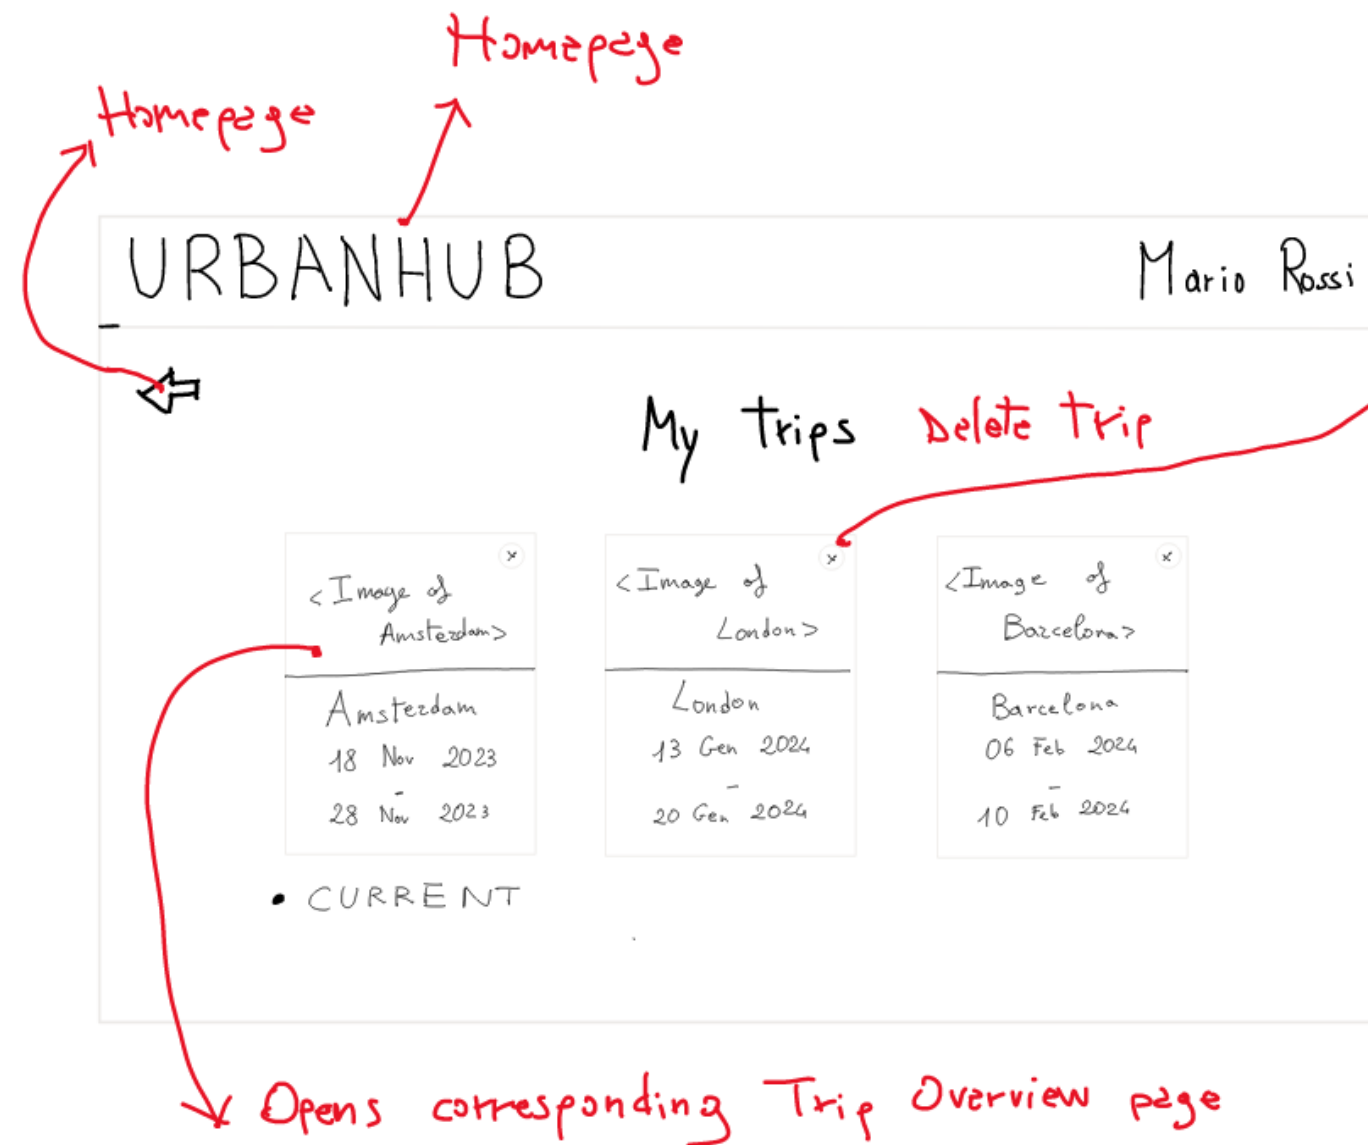 Homepage
Homepage
URBANHUB
Mario Rossi
My trips
Delete trip
x
<Image of
Amsterdam>
Amsterdam
18 Nov 2023
-
28 Nov 2023
x
<Image of
London>
London
13 Gen 2024
-
20 Gen 2024
x
<Image of
Barcelona>
Barcelona
06 Feb 2024
-
10 Feb 2024
• CURRENT
Opens corresponding Trip Overview page